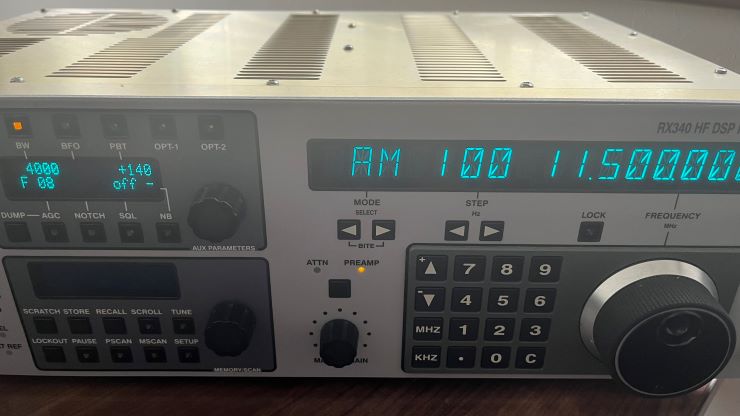 RX340 HF DSP
BW BFO PBT OPT-1 OPT-2
4000 +140
F 08 off -
DUMP AGC NOTCH SQL NB
AUX PARAMETERS
AM 100 11.500.00
MODE STEP FREQUENCY
SELECT Hz MHz
BITE
LOCK
ATTN PREAMP
+ 7 8 9
- 4 5 6
MHZ 1 2 3
KHZ . 0 C
SCRATCH STORE RECALL SCROLL TUNE
LOCKOUT PAUSE PSCAN MSCAN SETUP
MEMORY/SCAN
REF